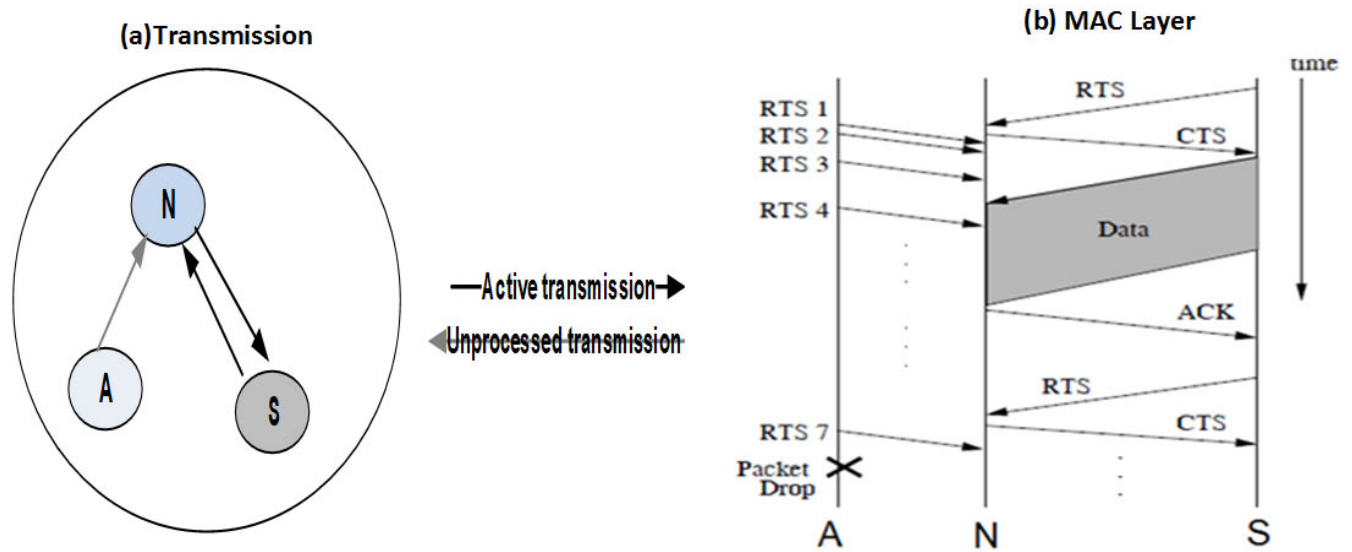 (a)Transmission
N
A
S
Active transmission
Unprocessed transmission
(b) MAC Layer
time
RTS
RTS 1
RTS 2
CTS
RTS 3
RTS 4
Data
ACK
RTS
CTS
RTS 7
Packet
Drop
A
N
S